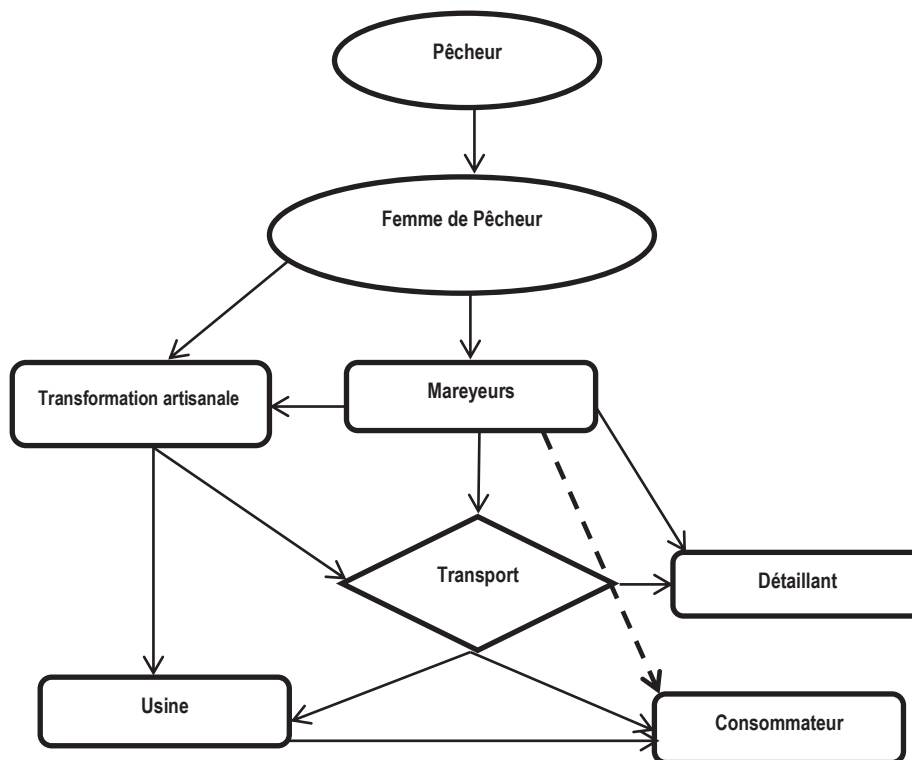 Pêcheur
Femme de Pêcheur
Transformation artisanale
Mareyeurs
Transport
Détaillant
Usine
Consommateur